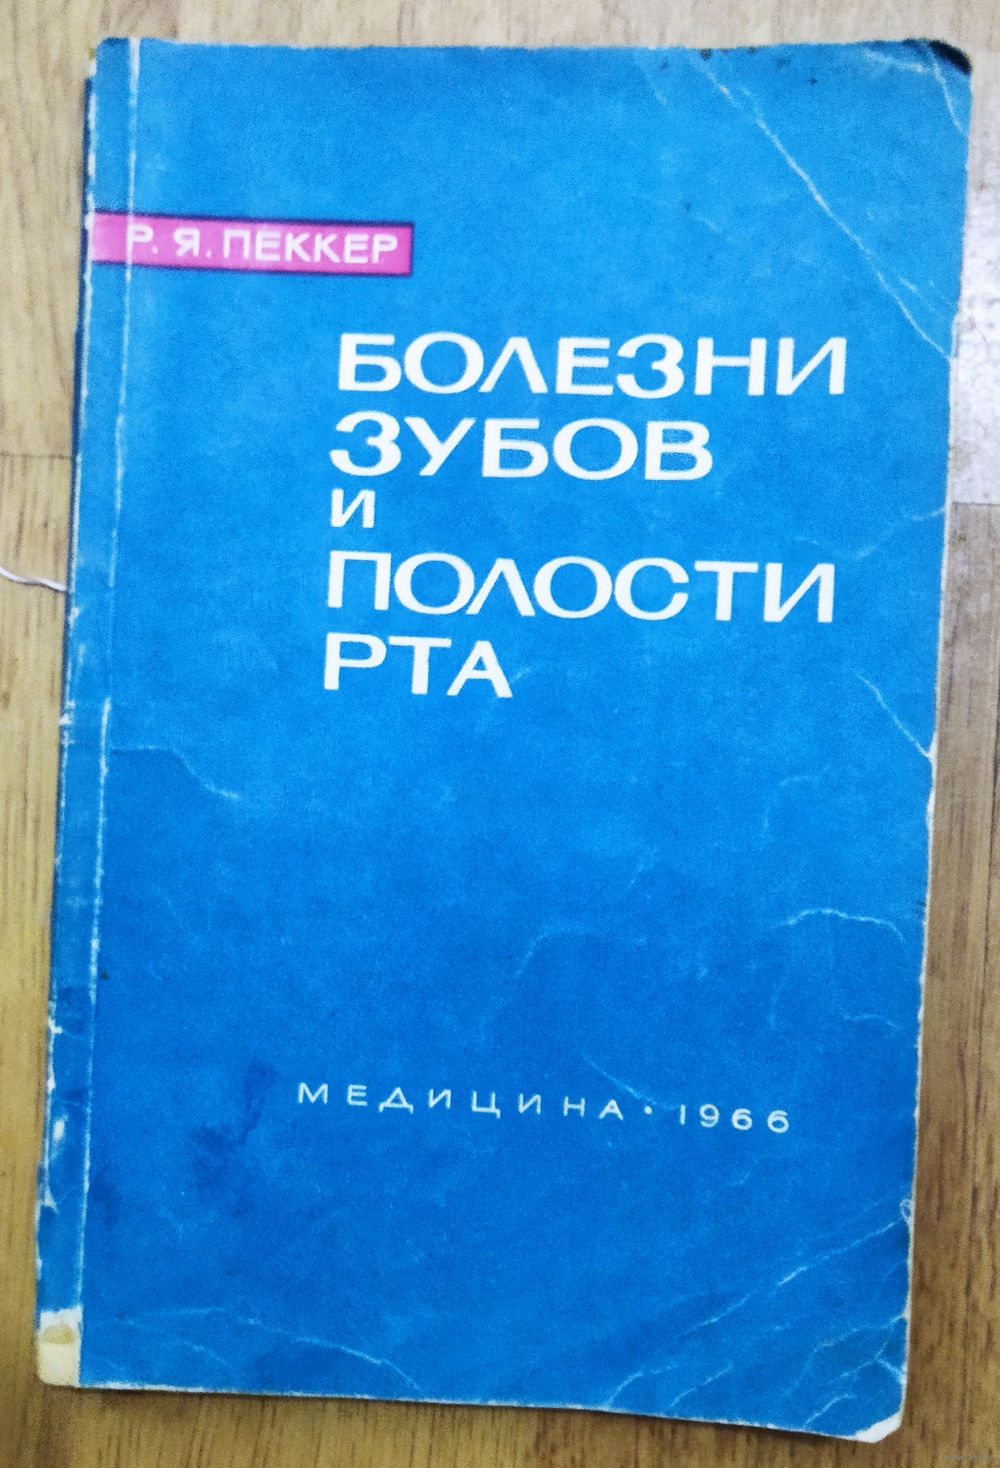 Р. Я. ПЕККЕР
БОЛЕЗНИ
ЗУБОВ
И
ПОЛОСТИ
РТА
МЕДИЦИНА · 1966